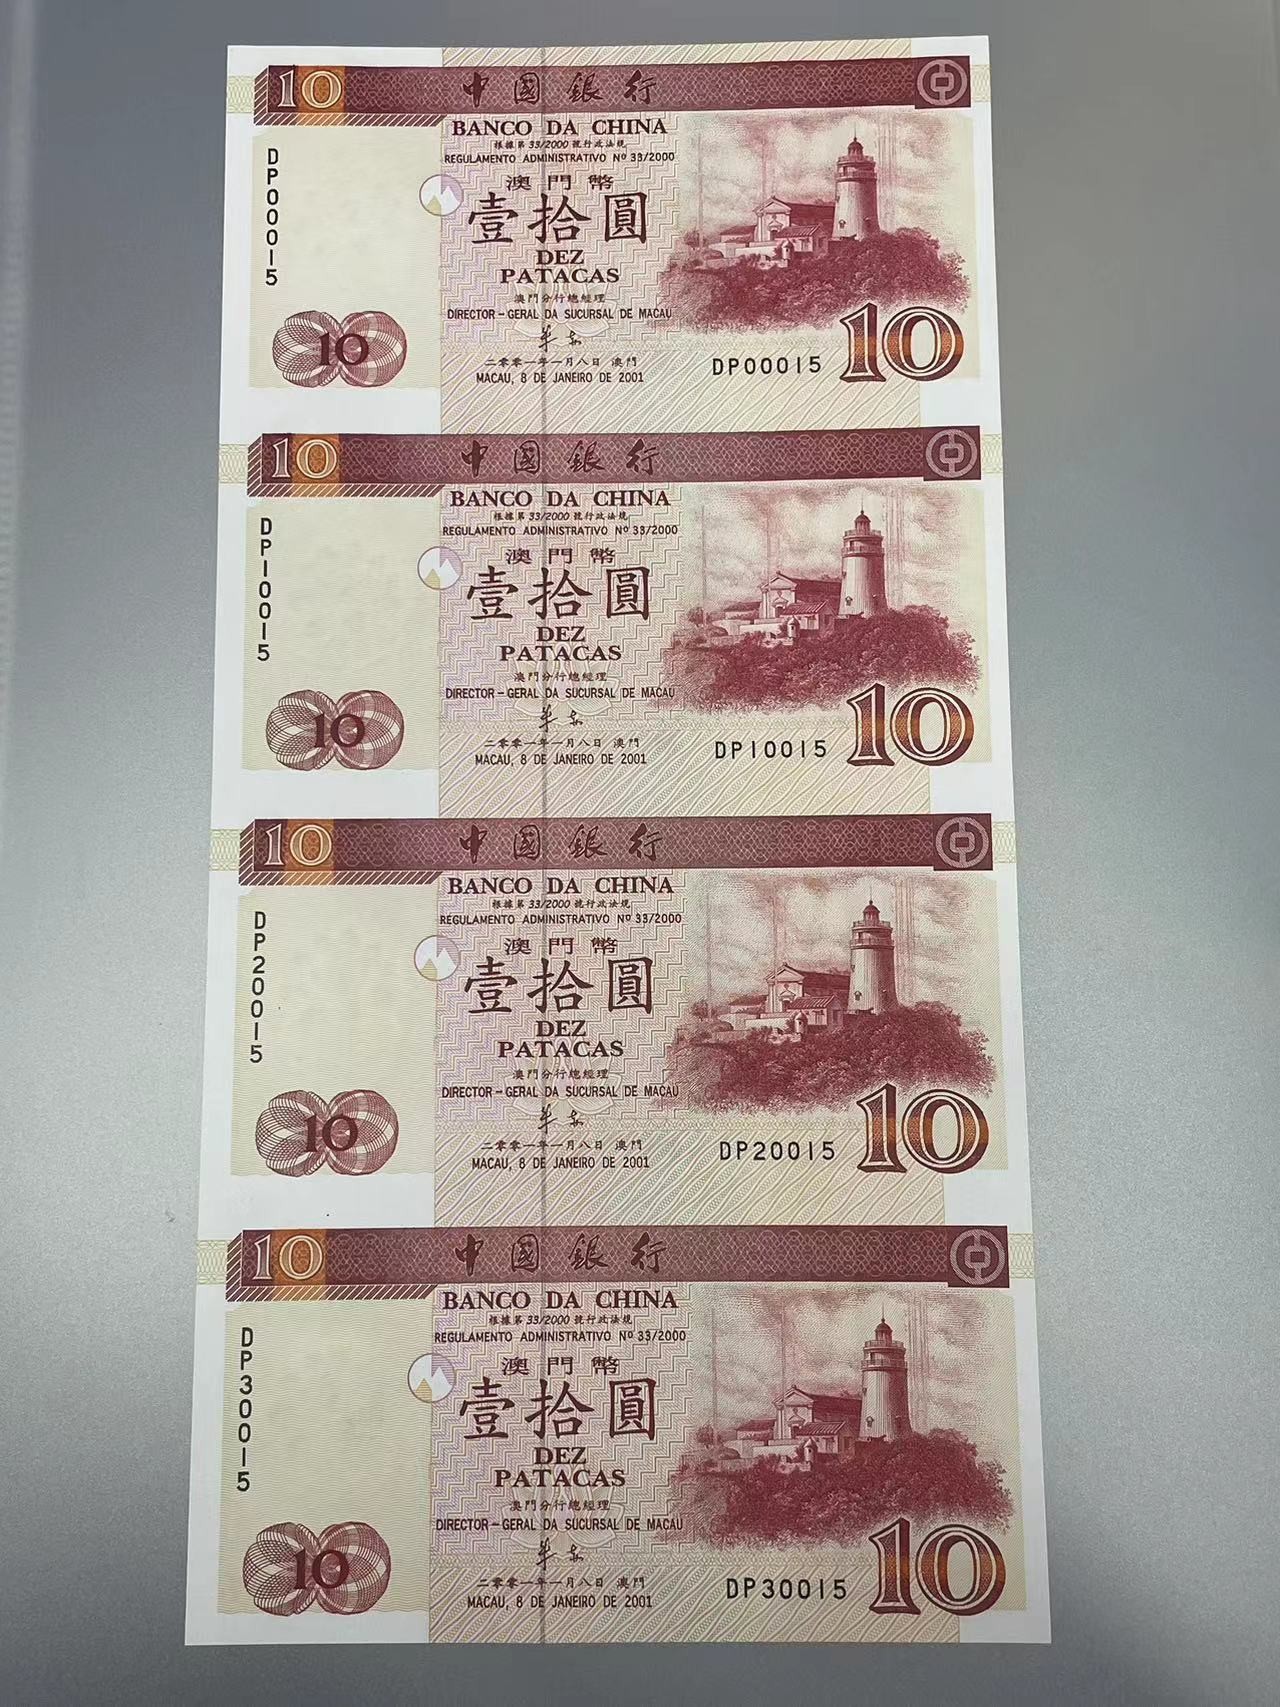 10 中國銀行
BANCO DA CHINA
根據第33/2000號行政法規
REGULAMENTO ADMINISTRATIVO Nº 33/2000
DP00015
澳門幣
壹拾圓
DEZ
PATACAS
澳門分行總經理
DIRECTOR-GERAL DA SUCURSAL DE MACAU
10
二零零一年一月八日 澳門
MACAU, 8 DE JANEIRO DE 2001
DP00015
10
10 中國銀行
BANCO DA CHINA
根據第33/2000號行政法規
REGULAMENTO ADMINISTRATIVO Nº 33/2000
DP10015
澳門幣
壹拾圓
DEZ
PATACAS
澳門分行總經理
DIRECTOR-GERAL DA SUCURSAL DE MACAU
10
二零零一年一月八日 澳門
MACAU, 8 DE JANEIRO DE 2001
DP10015
10
10 中國銀行
BANCO DA CHINA
根據第33/2000號行政法規
REGULAMENTO ADMINISTRATIVO Nº 33/2000
DP20015
澳門幣
壹拾圓
DEZ
PATACAS
澳門分行總經理
DIRECTOR-GERAL DA SUCURSAL DE MACAU
10
二零零一年一月八日 澳門
MACAU, 8 DE JANEIRO DE 2001
DP20015
10
10 中國銀行
BANCO DA CHINA
根據第33/2000號行政法規
REGULAMENTO ADMINISTRATIVO Nº 33/2000
DP30015
澳門幣
壹拾圓
DEZ
PATACAS
澳門分行總經理
DIRECTOR-GERAL DA SUCURSAL DE MACAU
10
二零零一年一月八日 澳門
MACAU, 8 DE JANEIRO DE 2001
DP30015
10